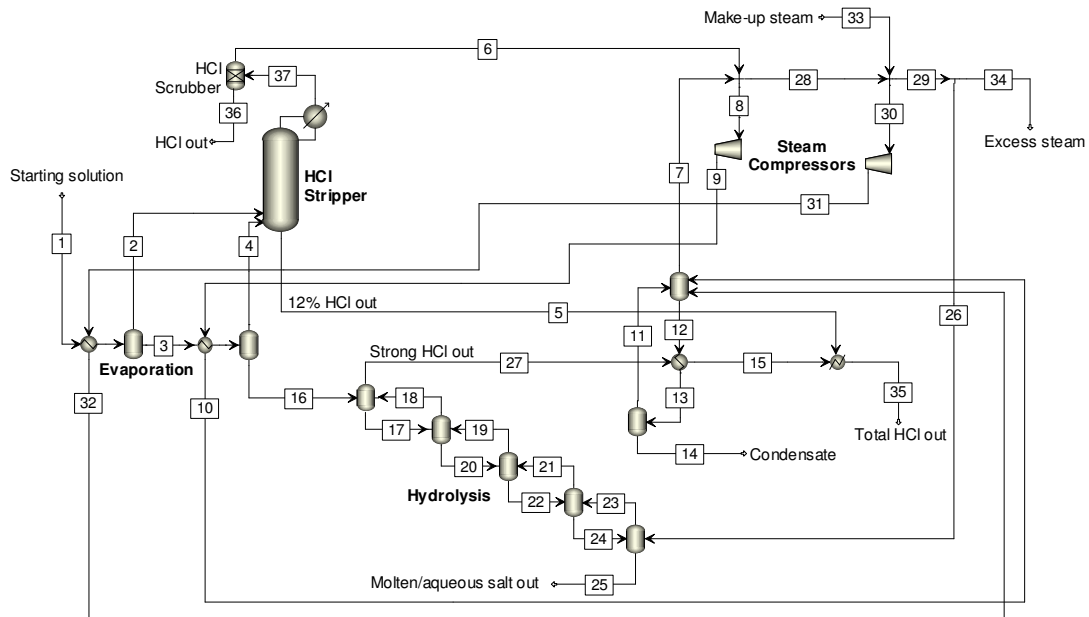 Make-up steam
33
6
HCl
Scrubber
37
28
29
34
36
8
30
HCl out
Steam
Compressors
Excess steam
Starting solution
HCl
Stripper
7
9
31
1
2
4
12% HCl out
5
11
12
26
3
Evaporation
Strong HCl out
27
15
32
10
16
18
13
35
17
19
14
Condensate
Total HCl out
20
21
Hydrolysis
22
23
24
Molten/aqueous salt out
25